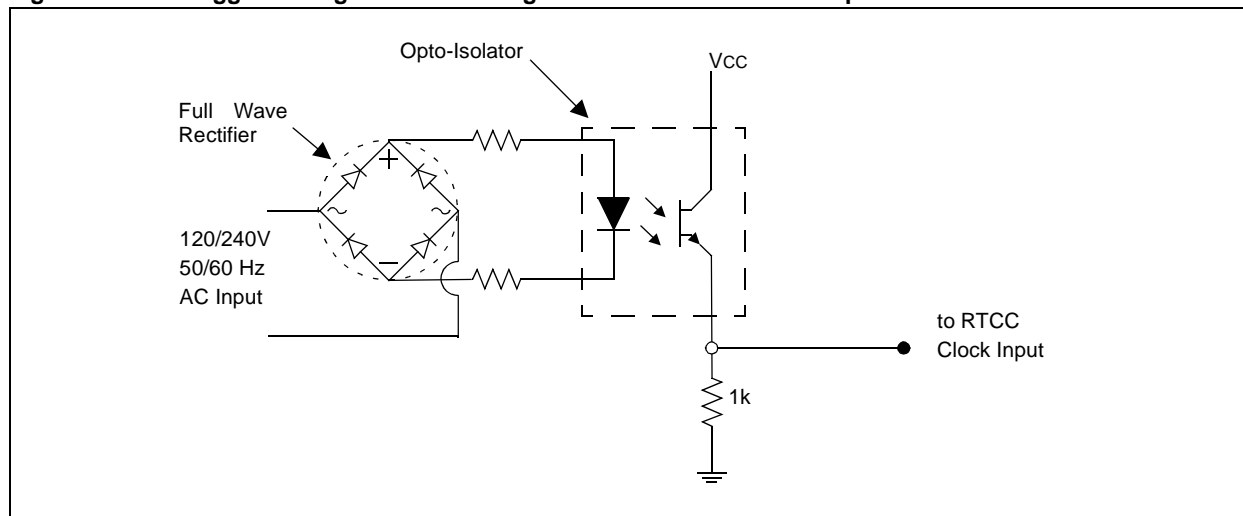 Opto-Isolator
VCC
Full Wave
Rectifier
+
~ ~
–
120/240V
50/60 Hz
AC Input
to RTCC
Clock Input
1k